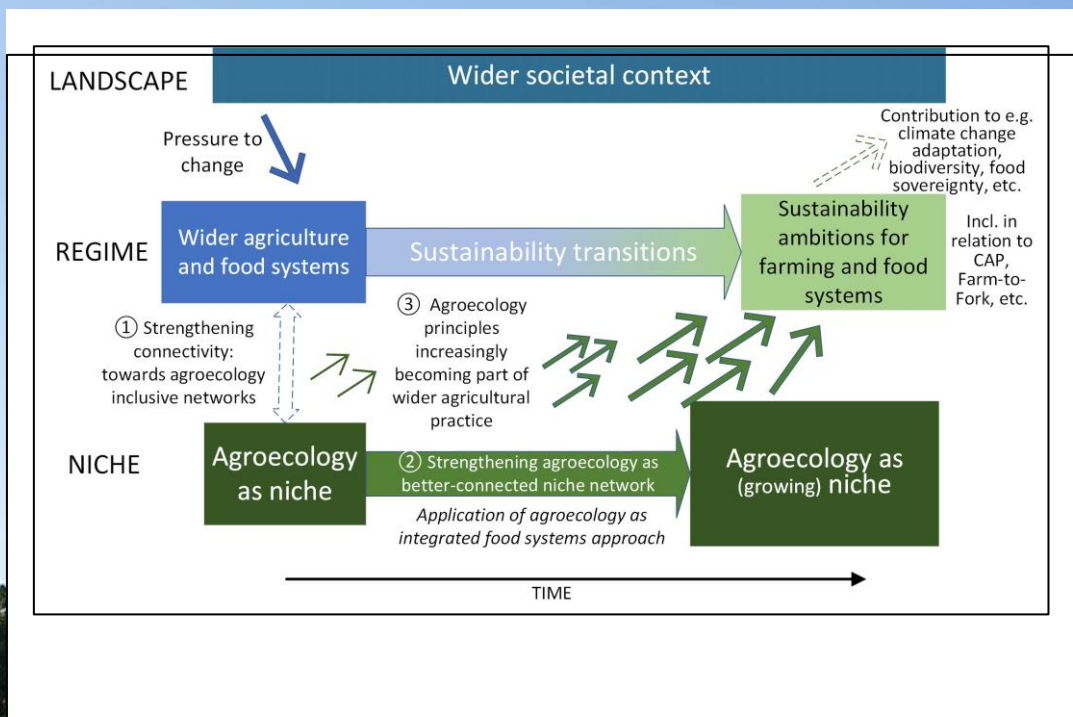 LANDSCAPE
Wider societal context
Pressure to
change
Contribution to e.g.
climate change
adaptation,
biodiversity, food
sovereignty, etc.
REGIME
Wider agriculture
and food systems
Sustainability transitions
Sustainability
ambitions for
farming and food
systems
Incl. in
relation to
CAP,
Farm-to-
Fork, etc.
① Strengthening
connectivity:
towards agroecology
inclusive networks
③ Agroecology
principles
increasingly
becoming part of
wider agricultural
practice
NICHE
Agroecology
as niche
② Strengthening agroecology as
better-connected niche network
Application of agroecology as
integrated food systems approach
Agroecology as
(growing) niche
TIME